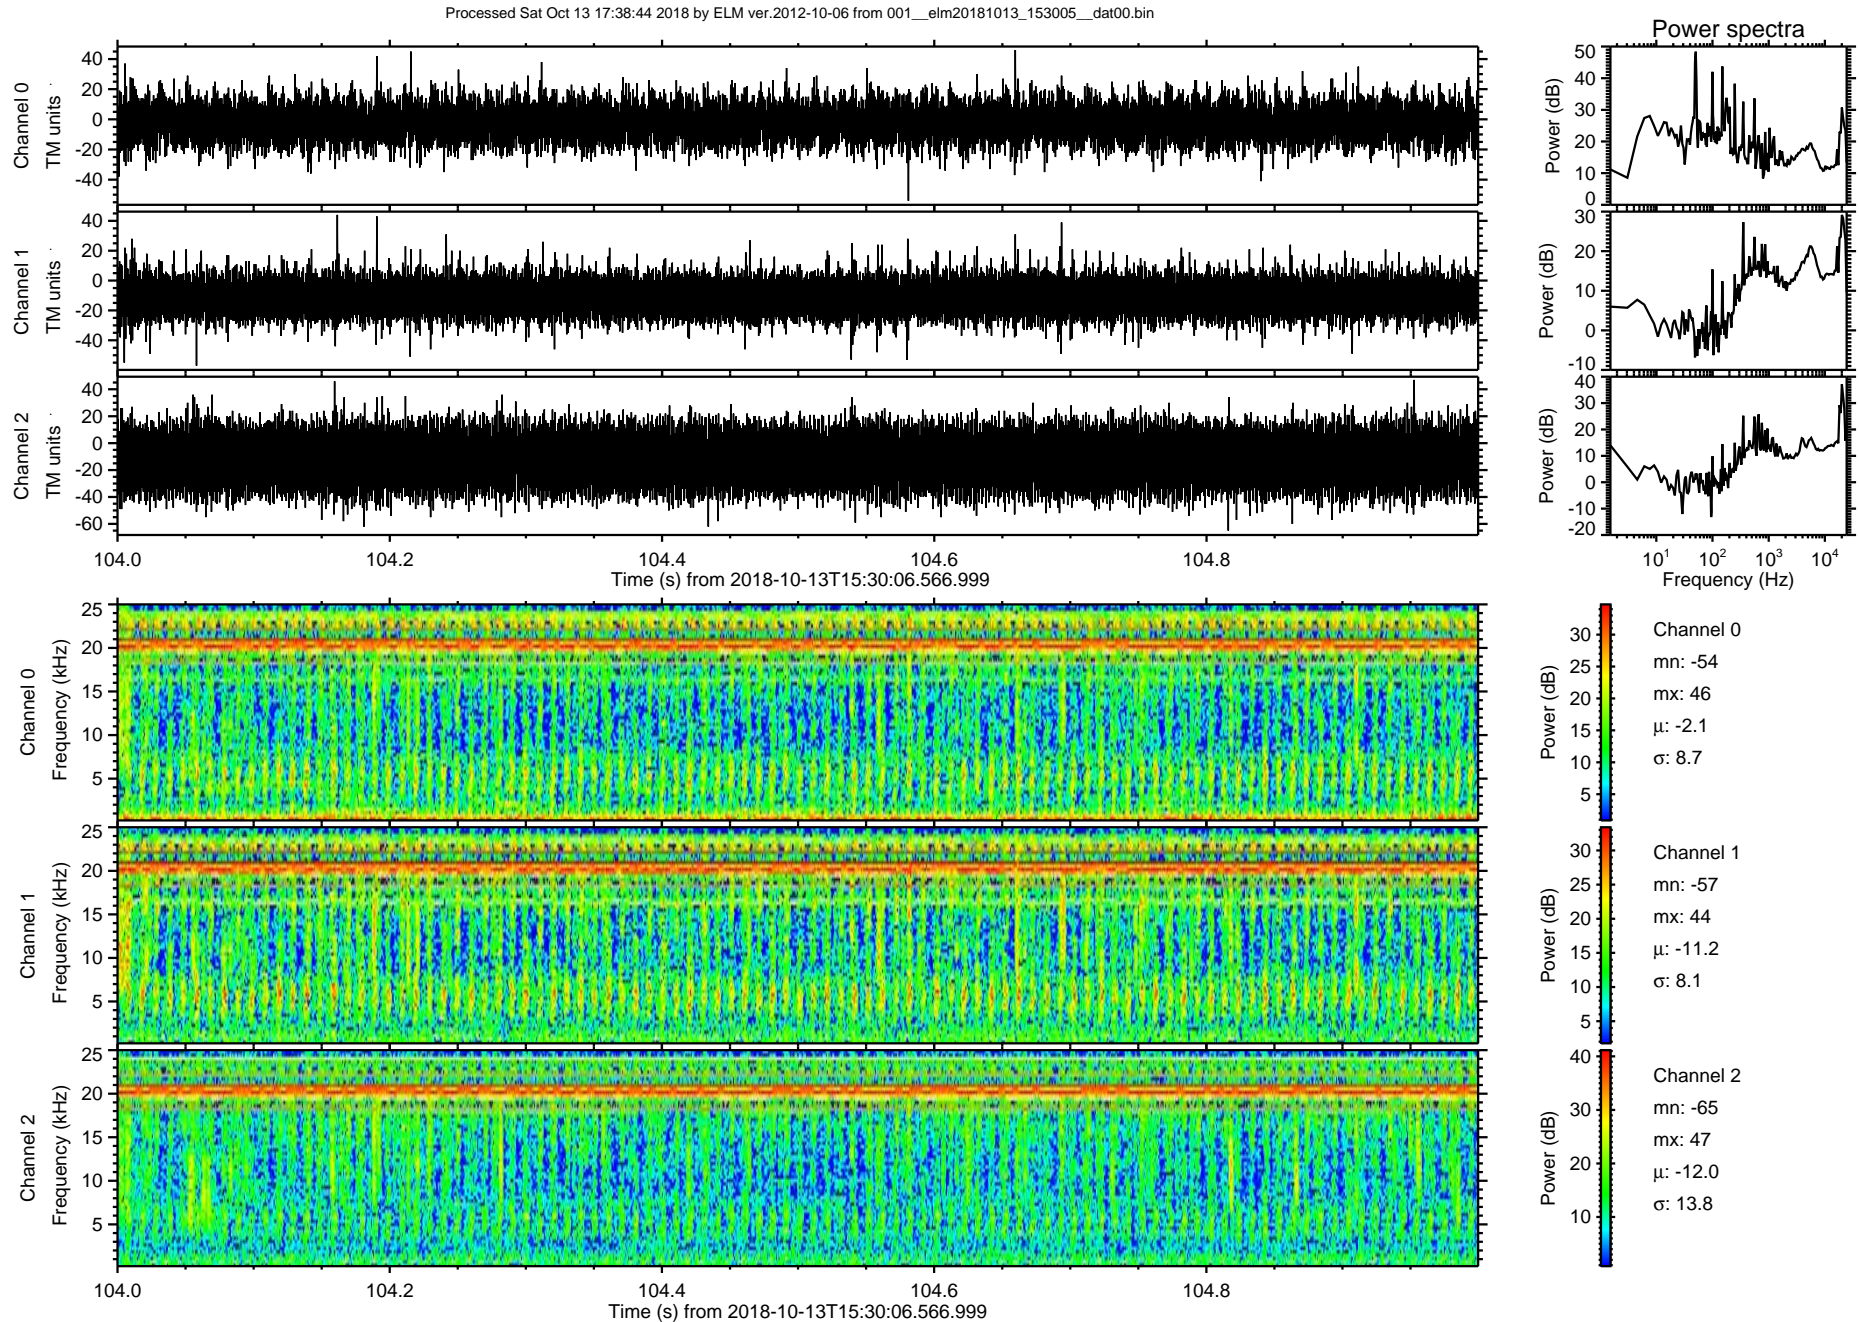 Processed Sat Oct 13 17:38:44 2018 by ELM ver.2012-10-06 from 001__elm20181013_153005__dat00.bin
Power spectra
Channel 0
TM units
40
20
0
-20
-40
Power (dB)
50
40
30
20
10
0
Channel 1
TM units
40
20
0
-20
-40
Power (dB)
30
20
10
0
-10
Channel 2
TM units
40
20
0
-20
-40
-60
Power (dB)
40
30
20
10
0
-10
-20
104.0 104.2 104.4 104.6 104.8
Time (s) from 2018-10-13T15:30:06.566.999
10^1 10^2 10^3 10^4
Frequency (Hz)
Channel 0
Frequency (kHz)
25
20
15
10
5
Power (dB)
30
25
20
15
10
5
Channel 0
mn: -54
mx: 46
μ: -2.1
σ: 8.7
Channel 1
Frequency (kHz)
25
20
15
10
5
Power (dB)
30
25
20
15
10
5
Channel 1
mn: -57
mx: 44
μ: -11.2
σ: 8.1
Channel 2
Frequency (kHz)
25
20
15
10
5
Power (dB)
40
30
20
10
Channel 2
mn: -65
mx: 47
μ: -12.0
σ: 13.8
104.0 104.2 104.4 104.6 104.8
Time (s) from 2018-10-13T15:30:06.566.999